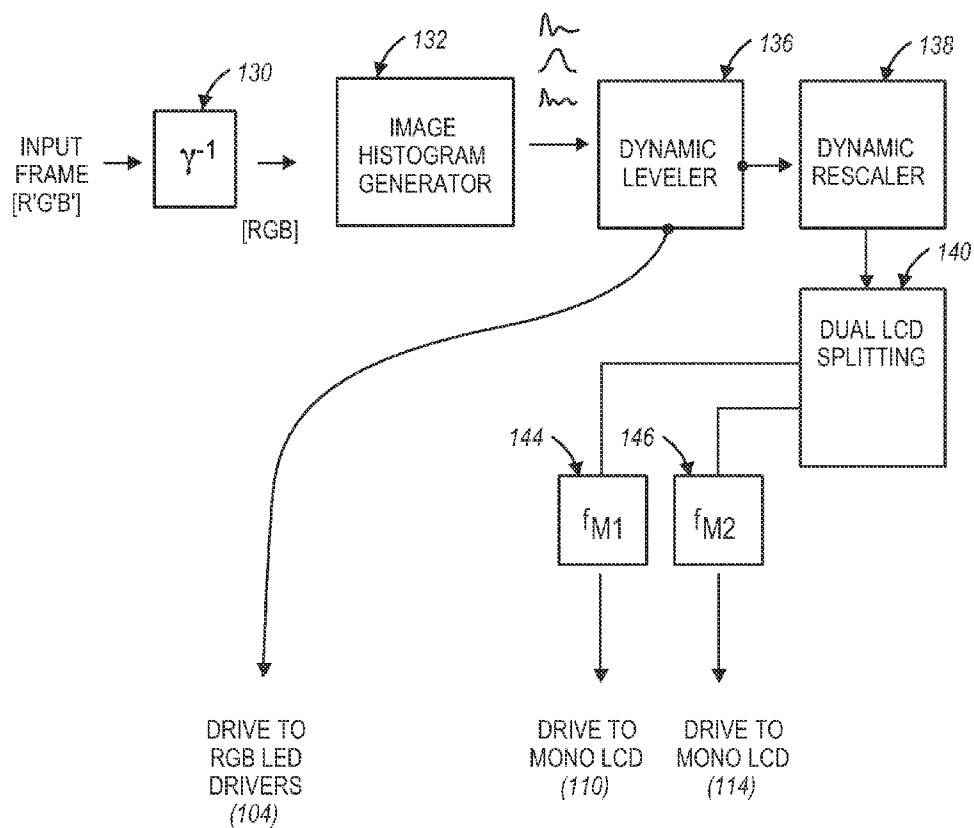 132
136
138
130
INPUT
FRAME
[R'G'B']
γ-1
[RGB]
IMAGE
HISTOGRAM
GENERATOR
DYNAMIC
LEVELER
DYNAMIC
RESCALER
140
DUAL LCD
SPLITTING
144
146
fM1
fM2
DRIVE TO
RGB LED
DRIVERS
(104)
DRIVE TO
MONO LCD
(110)
DRIVE TO
MONO LCD
(114)